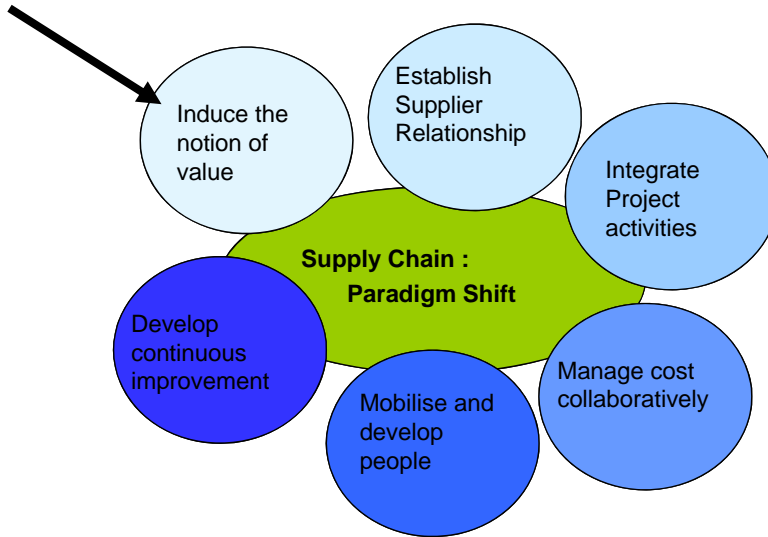 Induce the
notion of
value
Establish
Supplier
Relationship
Integrate
Project
activities
Supply Chain :
Paradigm Shift
Develop
continuous
improvement
Mobilise and
develop
people
Manage cost
collaboratively